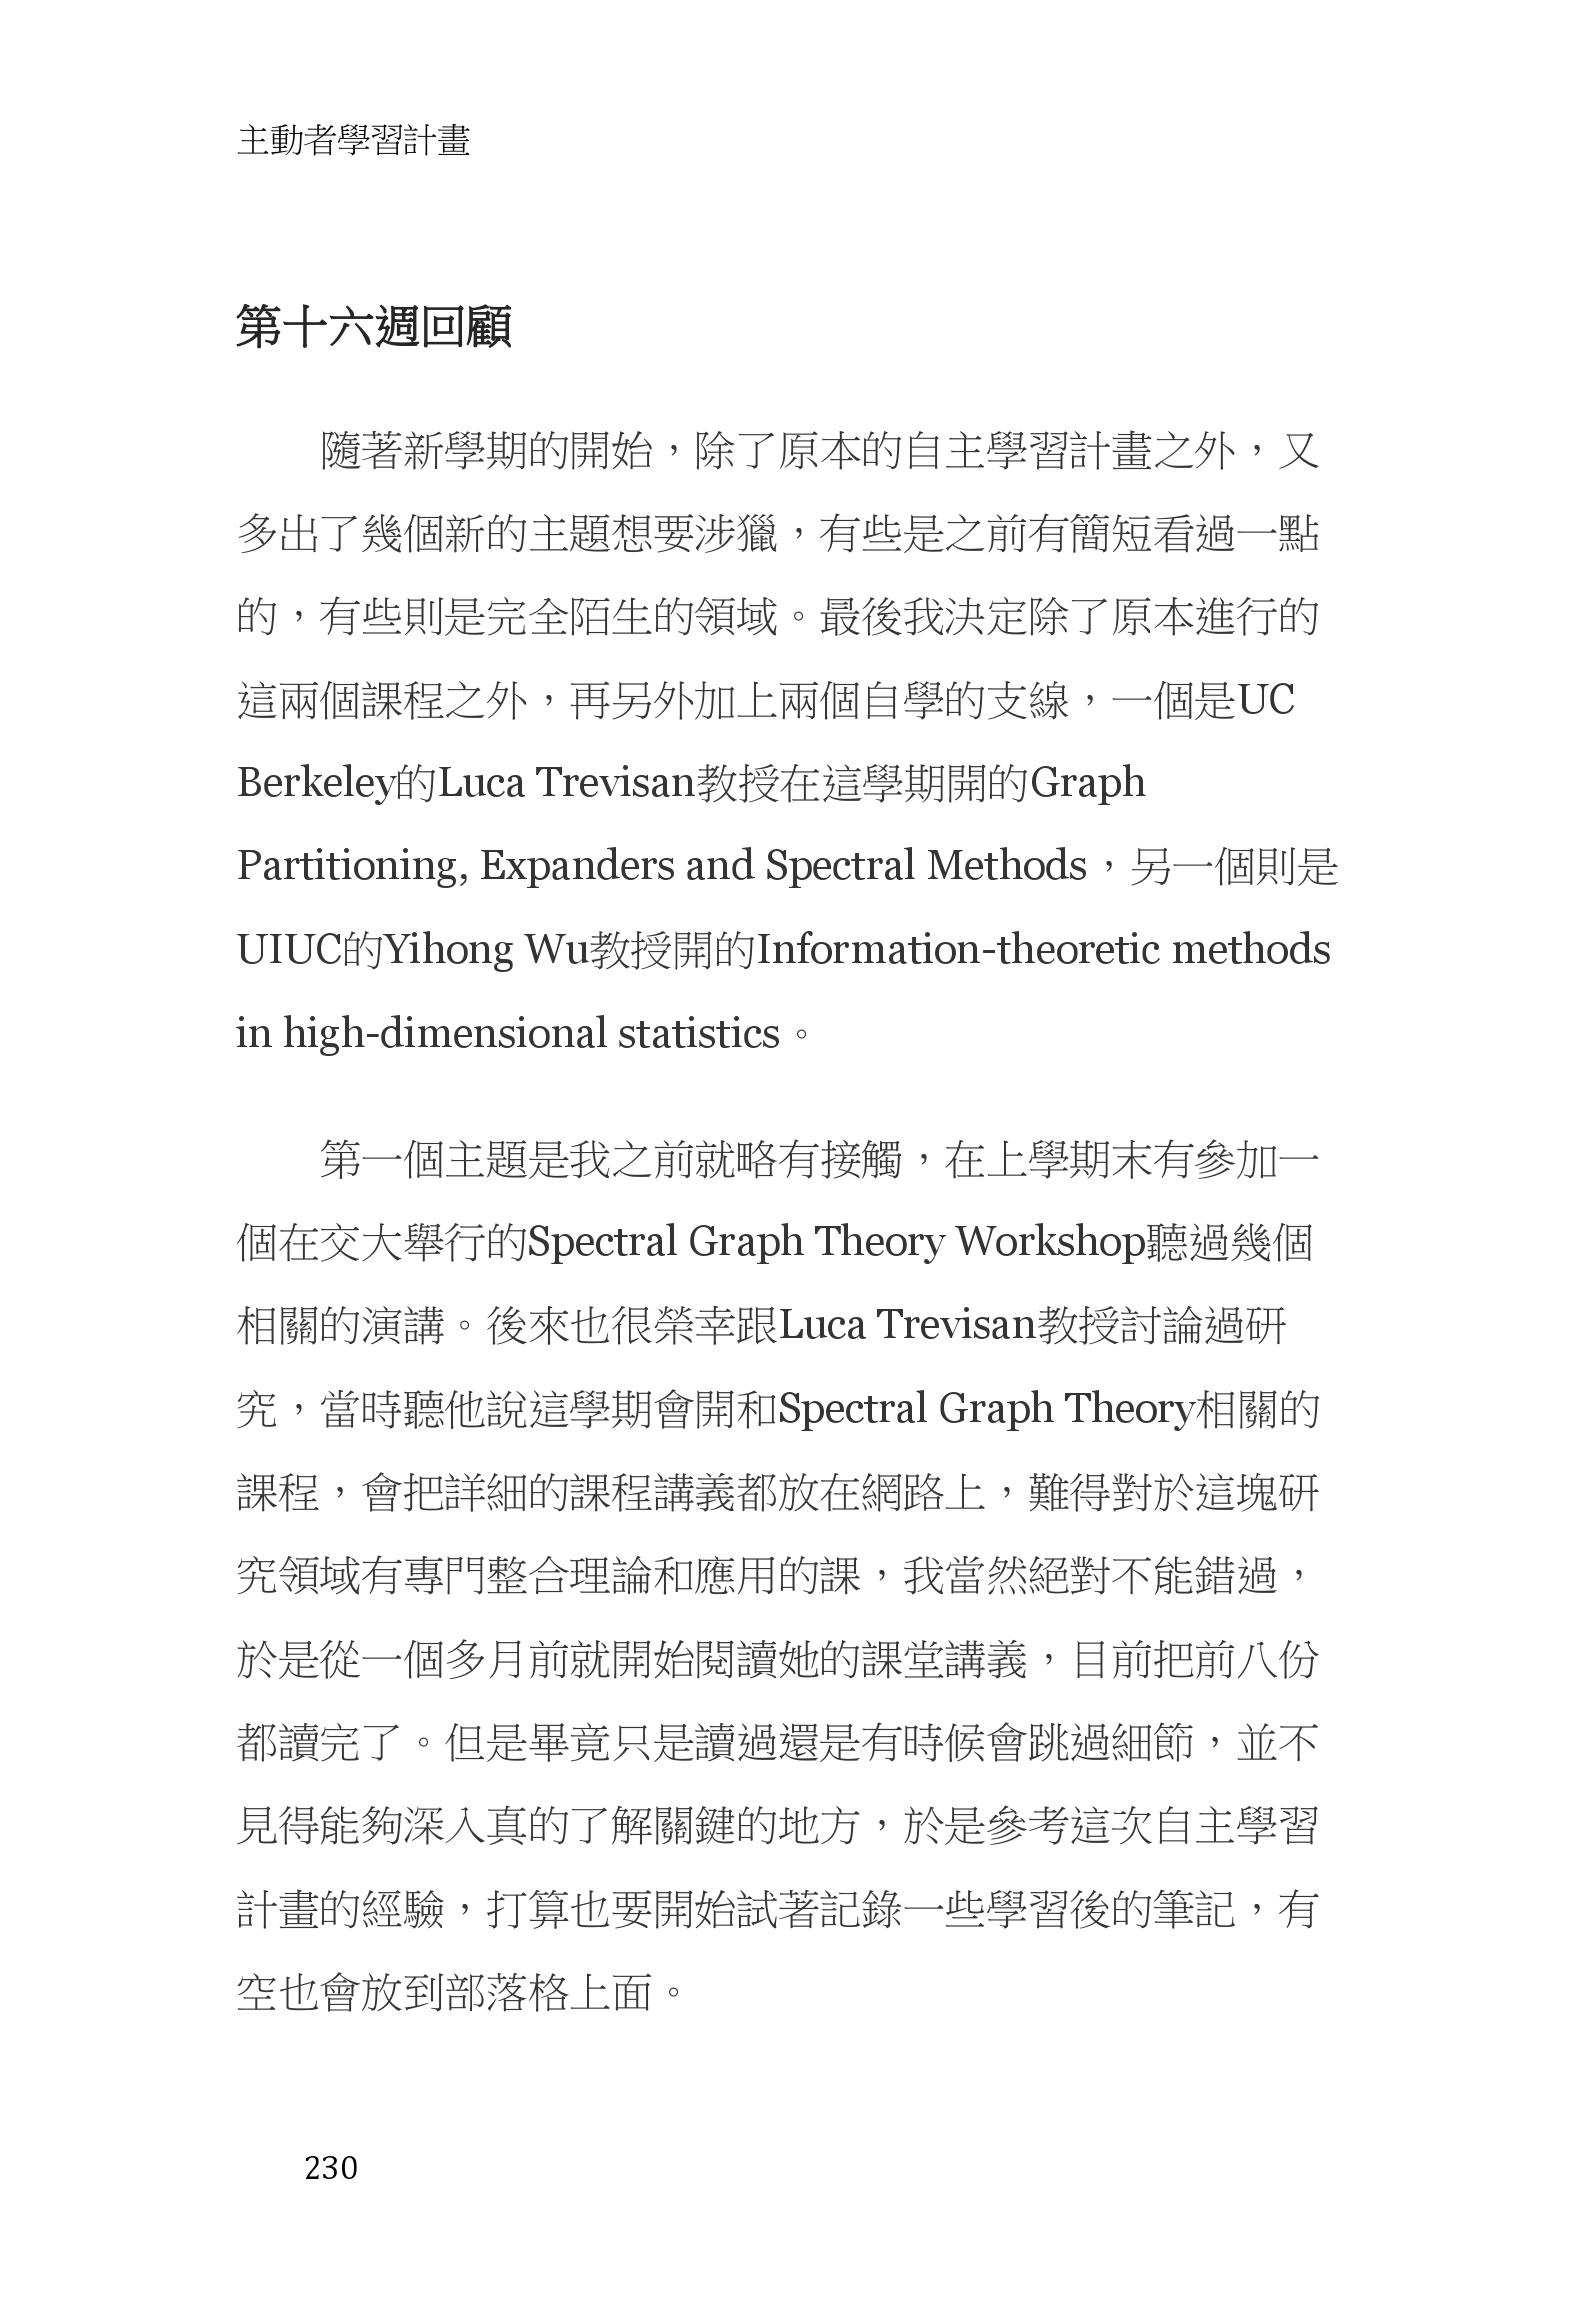 主動者學習計畫
第十六週回顧
隨著新學期的開始，除了原本的自主學習計畫之外，又
多出了幾個新的主題想要涉獵，有些是之前有簡短看過一點
的，有些則是完全陌生的領域。最後我決定除了原本進行的
這兩個課程之外，再另外加上兩個自學的支線，一個是UC
Berkeley的Luca Trevisan教授在這學期開的Graph
Partitioning, Expanders and Spectral Methods，另一個則是
UIUC的Yihong Wu教授開的Information-theoretic methods
in high-dimensional statistics。
第一個主題是我之前就略有接觸，在上學期末有參加一
個在交大舉行的Spectral Graph Theory Workshop聽過幾個
相關的演講。後來也很榮幸跟Luca Trevisan教授討論過研
究，當時聽他說這學期會開和Spectral Graph Theory相關的
課程，會把詳細的課程講義都放在網路上，難得對於這塊研
究領域有專門整合理論和應用的課，我當然絕對不能錯過，
於是從一個多月前就開始閱讀她的課堂講義，目前把前八份
都讀完了。但是畢竟只是讀過還是有時候會跳過細節，並不
見得能夠深入真的了解關鍵的地方，於是參考這次自主學習
計畫的經驗，打算也要開始試著記錄一些學習後的筆記，有
空也會放到部落格上面。
230